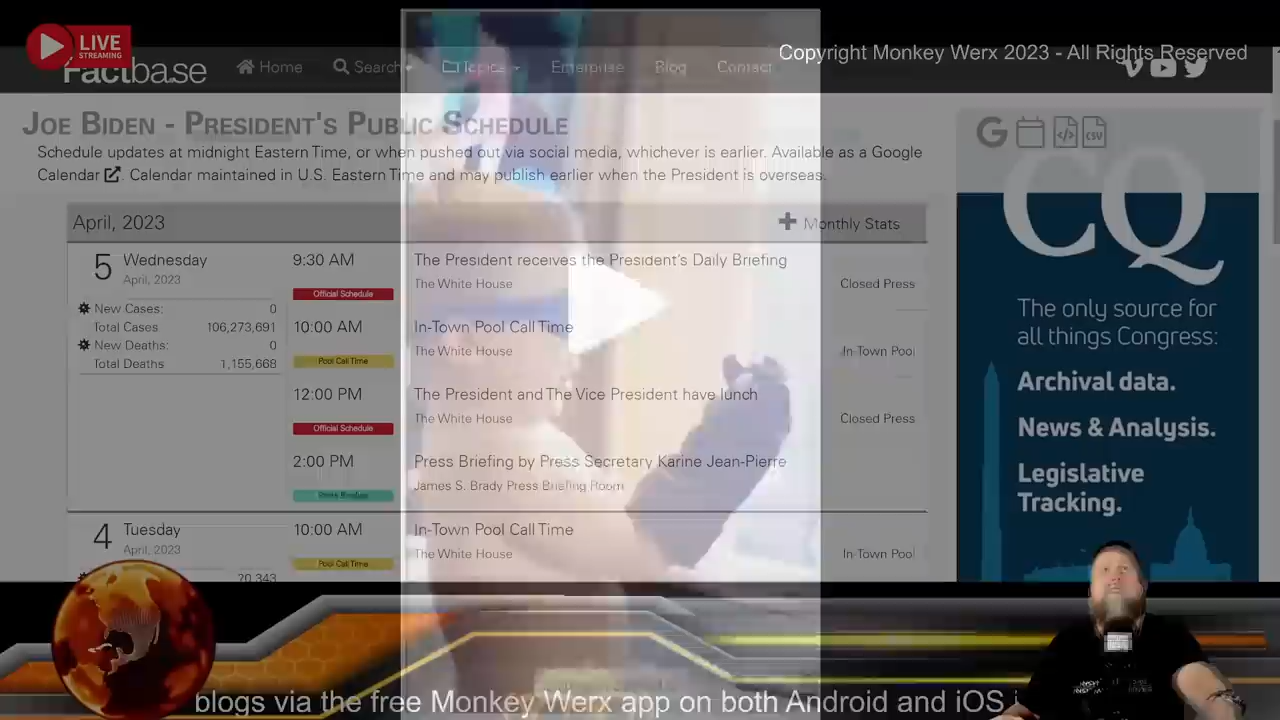 LIVE
STREAMING
Copyright Monkey Werx 2023 - All Rights Reserved
Factbase
Home
Search
Topics
Enterprise
Blog
Contact
JOE BIDEN - PRESIDENT'S PUBLIC SCHEDULE
Schedule updates at midnight Eastern Time, or when pushed out via social media, whichever is earlier. Available as a Google
Calendar. Calendar maintained in U.S. Eastern Time and may publish earlier when the President is overseas.
April, 2023
Monthly Stats
5 Wednesday
April, 2023
New Cases: 0
Total Cases 106,273,691
New Deaths: 0
Total Deaths 1,155,668
9:30 AM
Official Schedule
The President receives the President's Daily Briefing
The White House
Closed Press
10:00 AM
Pool Call Time
In-Town Pool Call Time
The White House
In-Town Pool
12:00 PM
Official Schedule
The President and The Vice President have lunch
The White House
Closed Press
2:00 PM
Press Briefing
Press Briefing by Press Secretary Karine Jean-Pierre
James S. Brady Press Briefing Room
4 Tuesday
April, 2023
20,343
10:00 AM
Pool Call Time
In-Town Pool Call Time
The White House
In-Town Pool
G
CSV
CQ
The only source for
all things Congress:
Archival data.
News & Analysis.
Legislative
Tracking.
blogs via the free Monkey Werx app on both Android and iOS